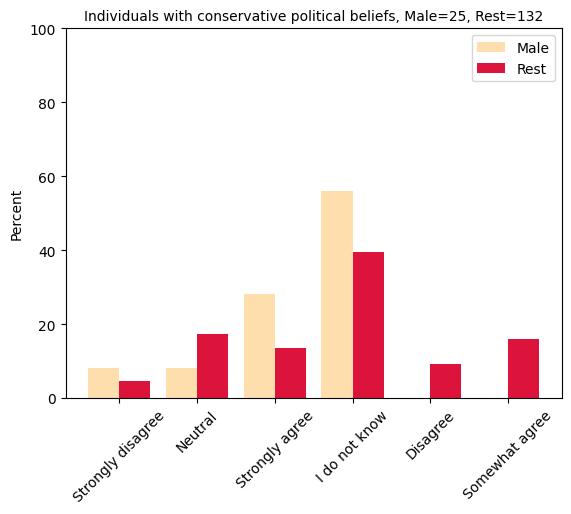 Individuals with conservative political beliefs, Male=25, Rest=132
100
80
60
40
20
0
Percent
Male
Rest
Strongly disagree
Neutral
Strongly agree
I do not know
Disagree
Somewhat agree